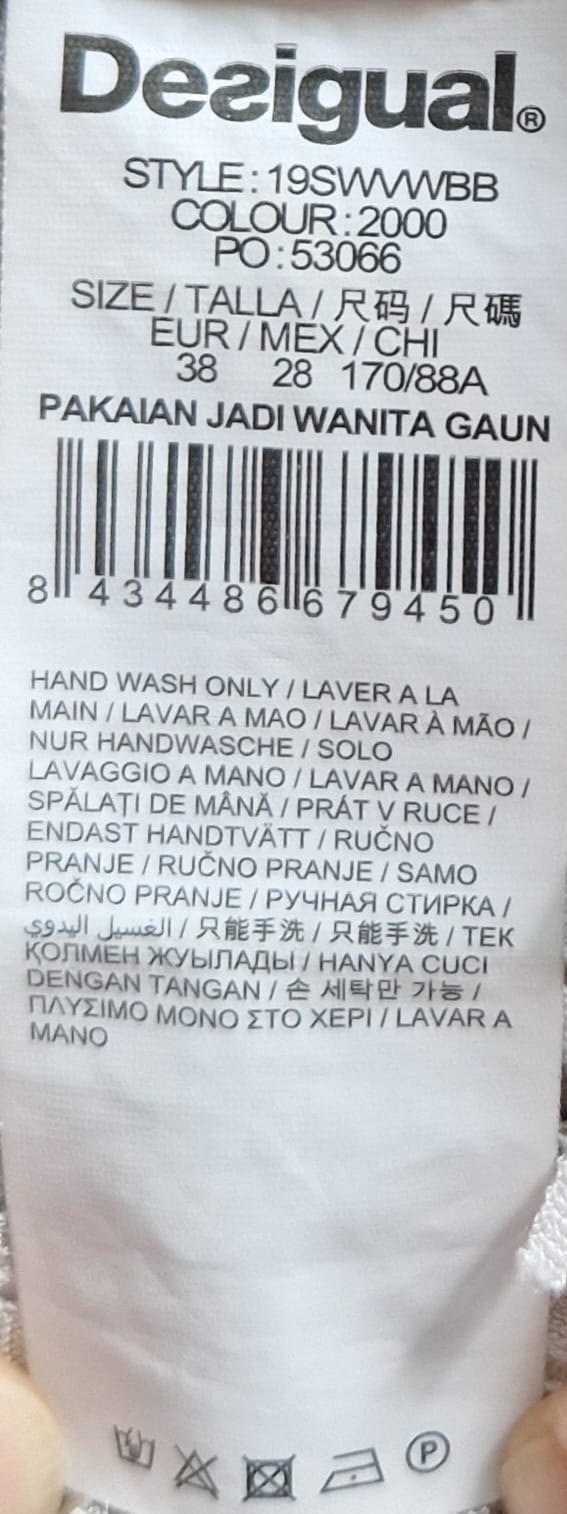 Desigual®
STYLE:19SWVWBB
COLOUR:2000
PO:53066
SIZE / TALLA / 尺码 / 尺碼
EUR / MEX / CHI
38 28 170/88A
PAKAIAN JADI WANITA GAUN
8 434486 679450
HAND WASH ONLY / LAVER A LA
MAIN / LAVAR A MAO / LAVAR À MÃO /
NUR HANDWASCHE / SOLO
LAVAGGIO A MANO / LAVAR A MANO /
SPĂLAȚI DE MÂNĂ / PRÁT V RUCE /
ENDAST HANDTVÄTT / RUČNO
PRANJE / RUČNO PRANJE / SAMO
ROČNO PRANJE / РУЧНАЯ СТИРКА /
الغسيل اليدوي / 只能手洗 / 只能手洗 / ТЕК
ҚОЛМЕН ЖУЫЛАДЫ / HANYA CUCI
DENGAN TANGAN / 손 세탁만 가능 /
ΠΛΥΣΙΜΟ ΜΟΝΟ ΣΤΟ ΧΕΡΙ / LAVAR A
MANO
P